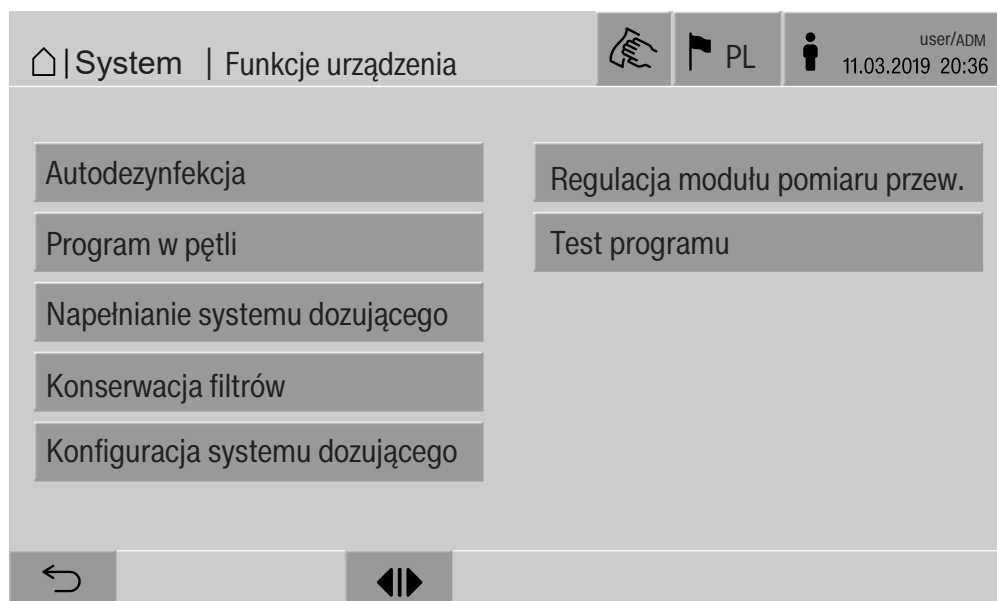 | System | Funkcje urządzenia
PL
user/ADM
11.03.2019 20:36
Autodezynfekcja
Program w pętli
Napełnianie systemu dozującego
Konserwacja filtrów
Konfiguracja systemu dozującego
Regulacja modułu pomiaru przew.
Test programu